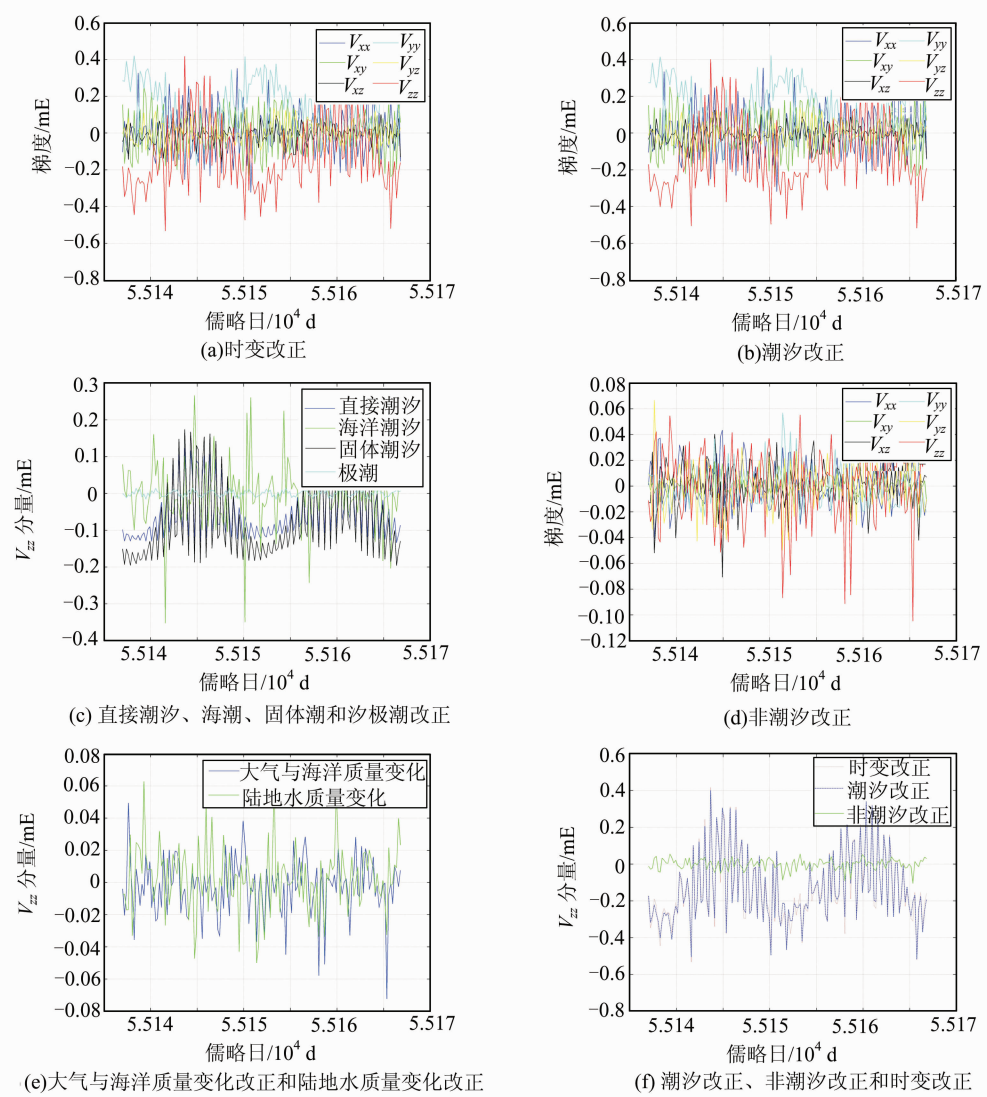 0.6
0.4
0.2
0
−0.2
−0.4
−0.6
−0.8
梯度/mE
Vxx Vyy
Vxy Vyz
Vxz Vzz
5.514 5.515 5.516 5.517
儒略日/10⁴ d
(a)时变改正
0.6
0.4
0.2
0
−0.2
−0.4
−0.6
−0.8
梯度/mE
Vxx Vyy
Vxy Vyz
Vxz Vzz
5.514 5.515 5.516 5.517
儒略日/10⁴ d
(b)潮汐改正
0.3
0.2
0.1
0
−0.1
−0.2
−0.3
−0.4
Vzz 分量/mE
直接潮汐
海洋潮汐
固体潮汐
极潮
5.514 5.515 5.516 5.517
儒略日/10⁴ d
(c) 直接潮汐、海潮、固体潮和汐极潮改正
0.08
0.06
0.04
0.02
0
−0.02
−0.04
−0.06
−0.08
−0.10
−0.12
梯度/mE
Vxx Vyy
Vxy Vyz
Vxz Vzz
5.514 5.515 5.516 5.517
儒略日/10⁴ d
(d)非潮汐改正
0.08
0.06
0.04
0.02
0
−0.02
−0.04
−0.06
−0.08
Vzz 分量/mE
大气与海洋质量变化
陆地水质量变化
5.514 5.515 5.516 5.517
儒略日/10⁴ d
(e)大气与海洋质量变化改正和陆地水质量变化改正
0.6
0.4
0.2
0
−0.2
−0.4
−0.6
−0.8
Vzz 分量/mE
时变改正
潮汐改正
非潮汐改正
5.514 5.515 5.516 5.517
儒略日/10⁴ d
(f) 潮汐改正、非潮汐改正和时变改正